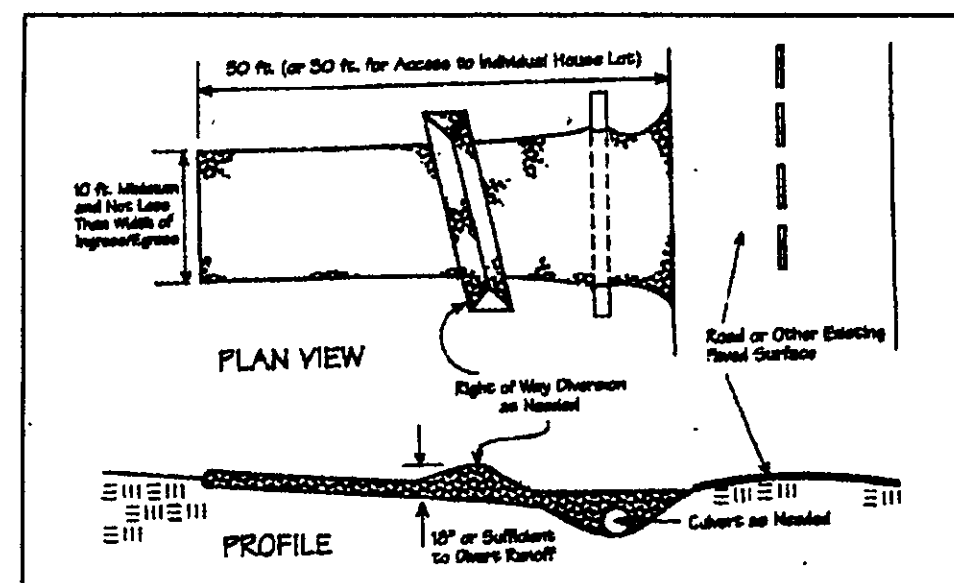 50 ft. (or 30 ft. for Access to Individual House Lot)
10 ft. Minimum
and Not Less
Than Width of
Ingress/Egress
PLAN VIEW
Right of Way Diversion
as Needed
Road or Other Existing
Paved Surface
PROFILE
18" or Sufficient
to Divert Runoff
Culvert as Needed